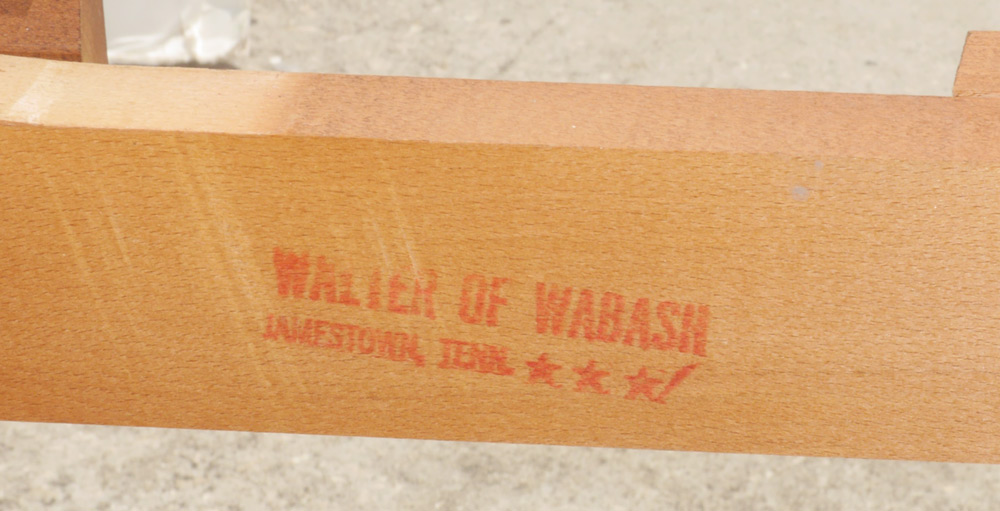 WALTER OF WABASH
JAMESTOWN, TENN. ★ ★ ★